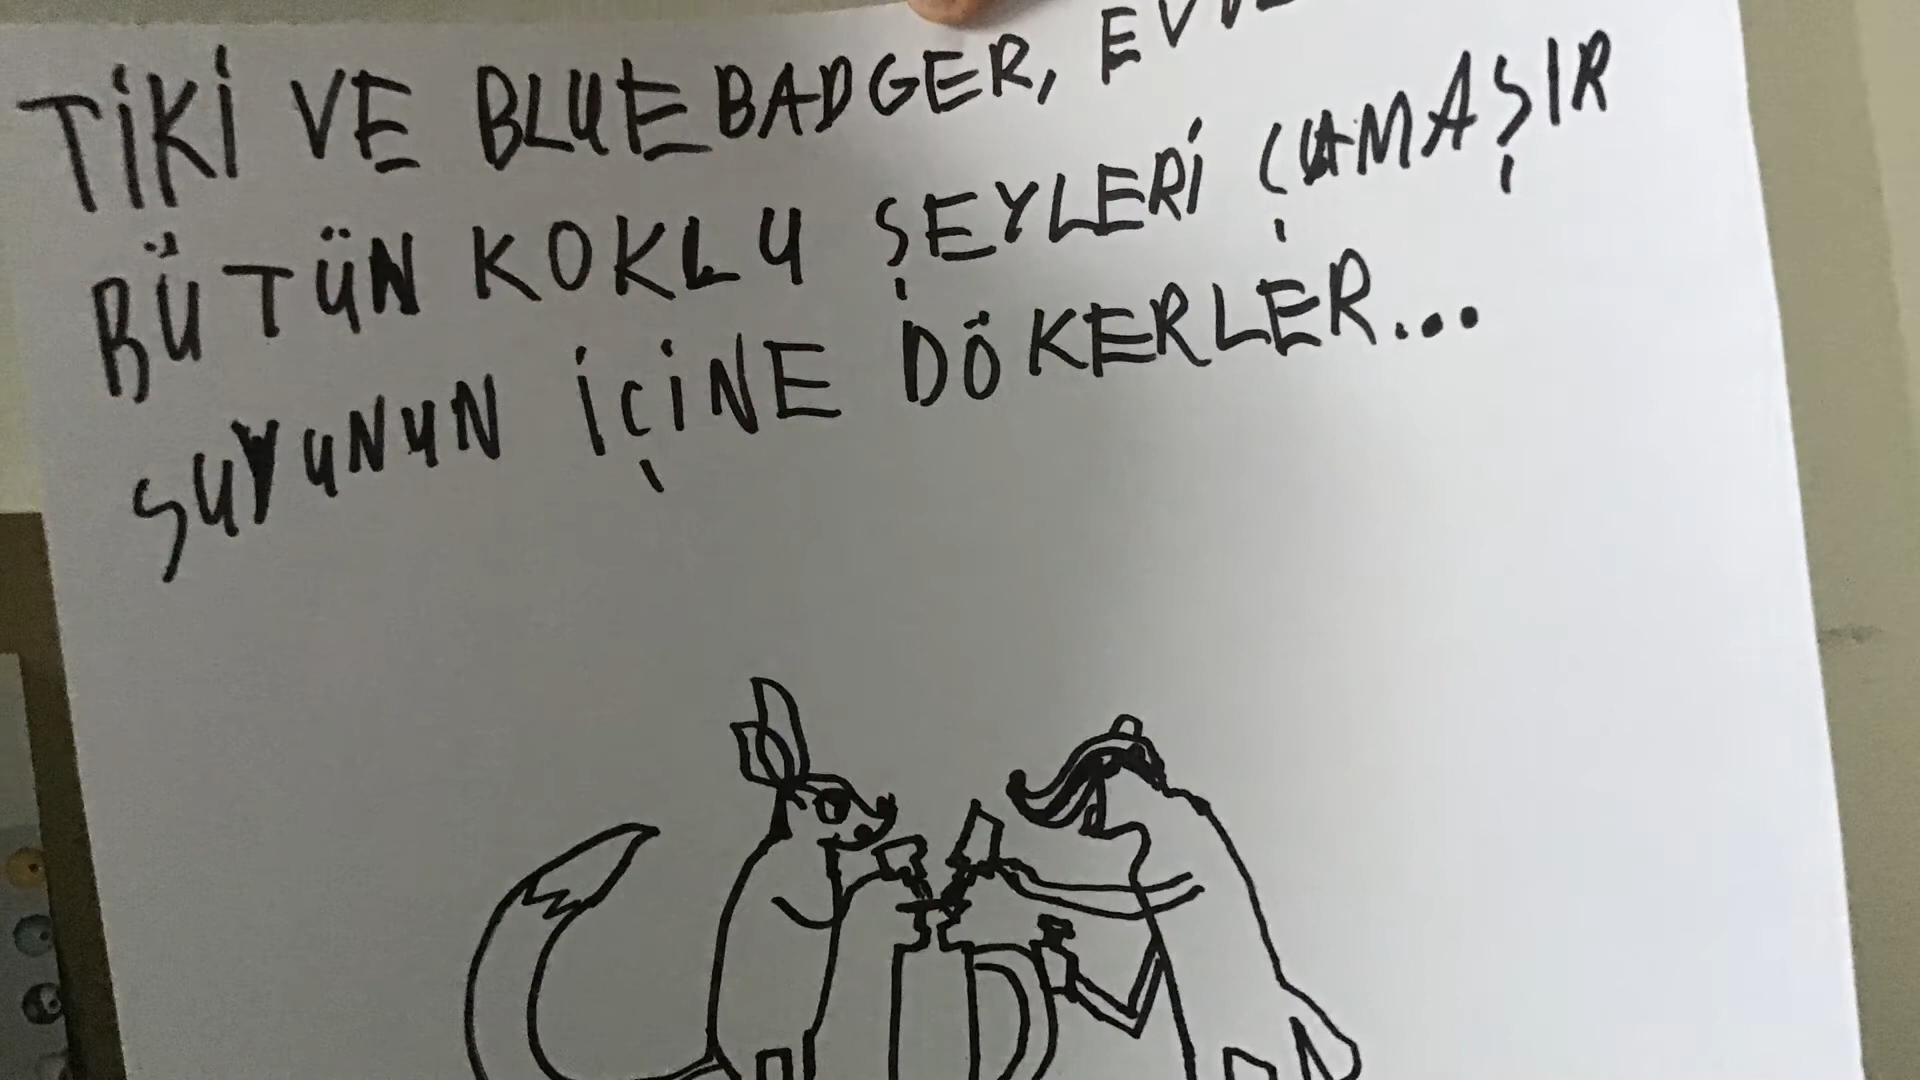 TİKİ VE BLUEBADGER,
BÜTÜN KOKLU ŞEYLERİ ÇAMAŞIR
SUYUNUN İÇİNE DÖKERLER...